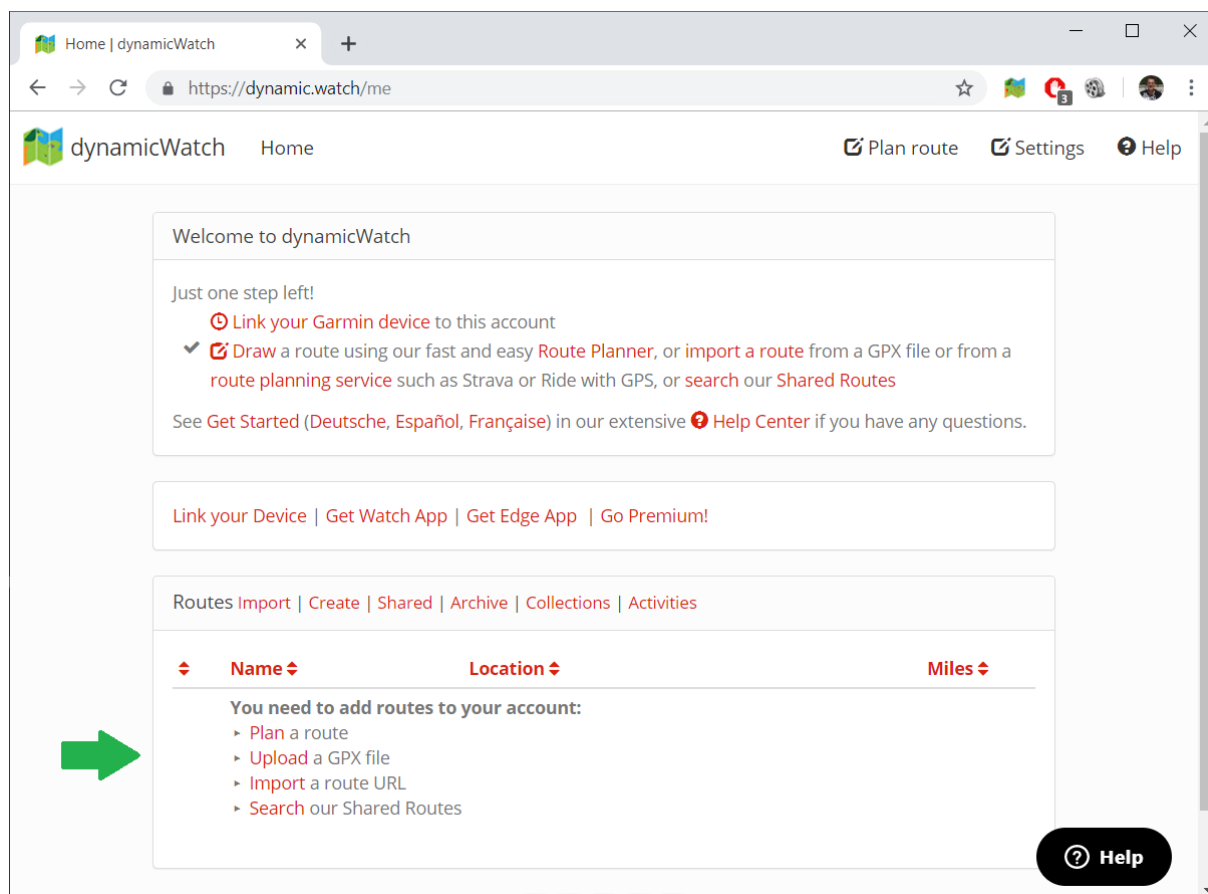 Home | dynamicWatch
https://dynamic.watch/me
3
dynamicWatch Home Plan route Settings Help
Welcome to dynamicWatch
Just one step left!
Link your Garmin device to this account
Draw a route using our fast and easy Route Planner, or import a route from a GPX file or from a
route planning service such as Strava or Ride with GPS, or search our Shared Routes
See Get Started (Deutsche, Español, Française) in our extensive Help Center if you have any questions.
Link your Device | Get Watch App | Get Edge App | Go Premium!
Routes Import | Create | Shared | Archive | Collections | Activities
Name Location Miles
You need to add routes to your account:
Plan a route
Upload a GPX file
Import a route URL
Search our Shared Routes
Help